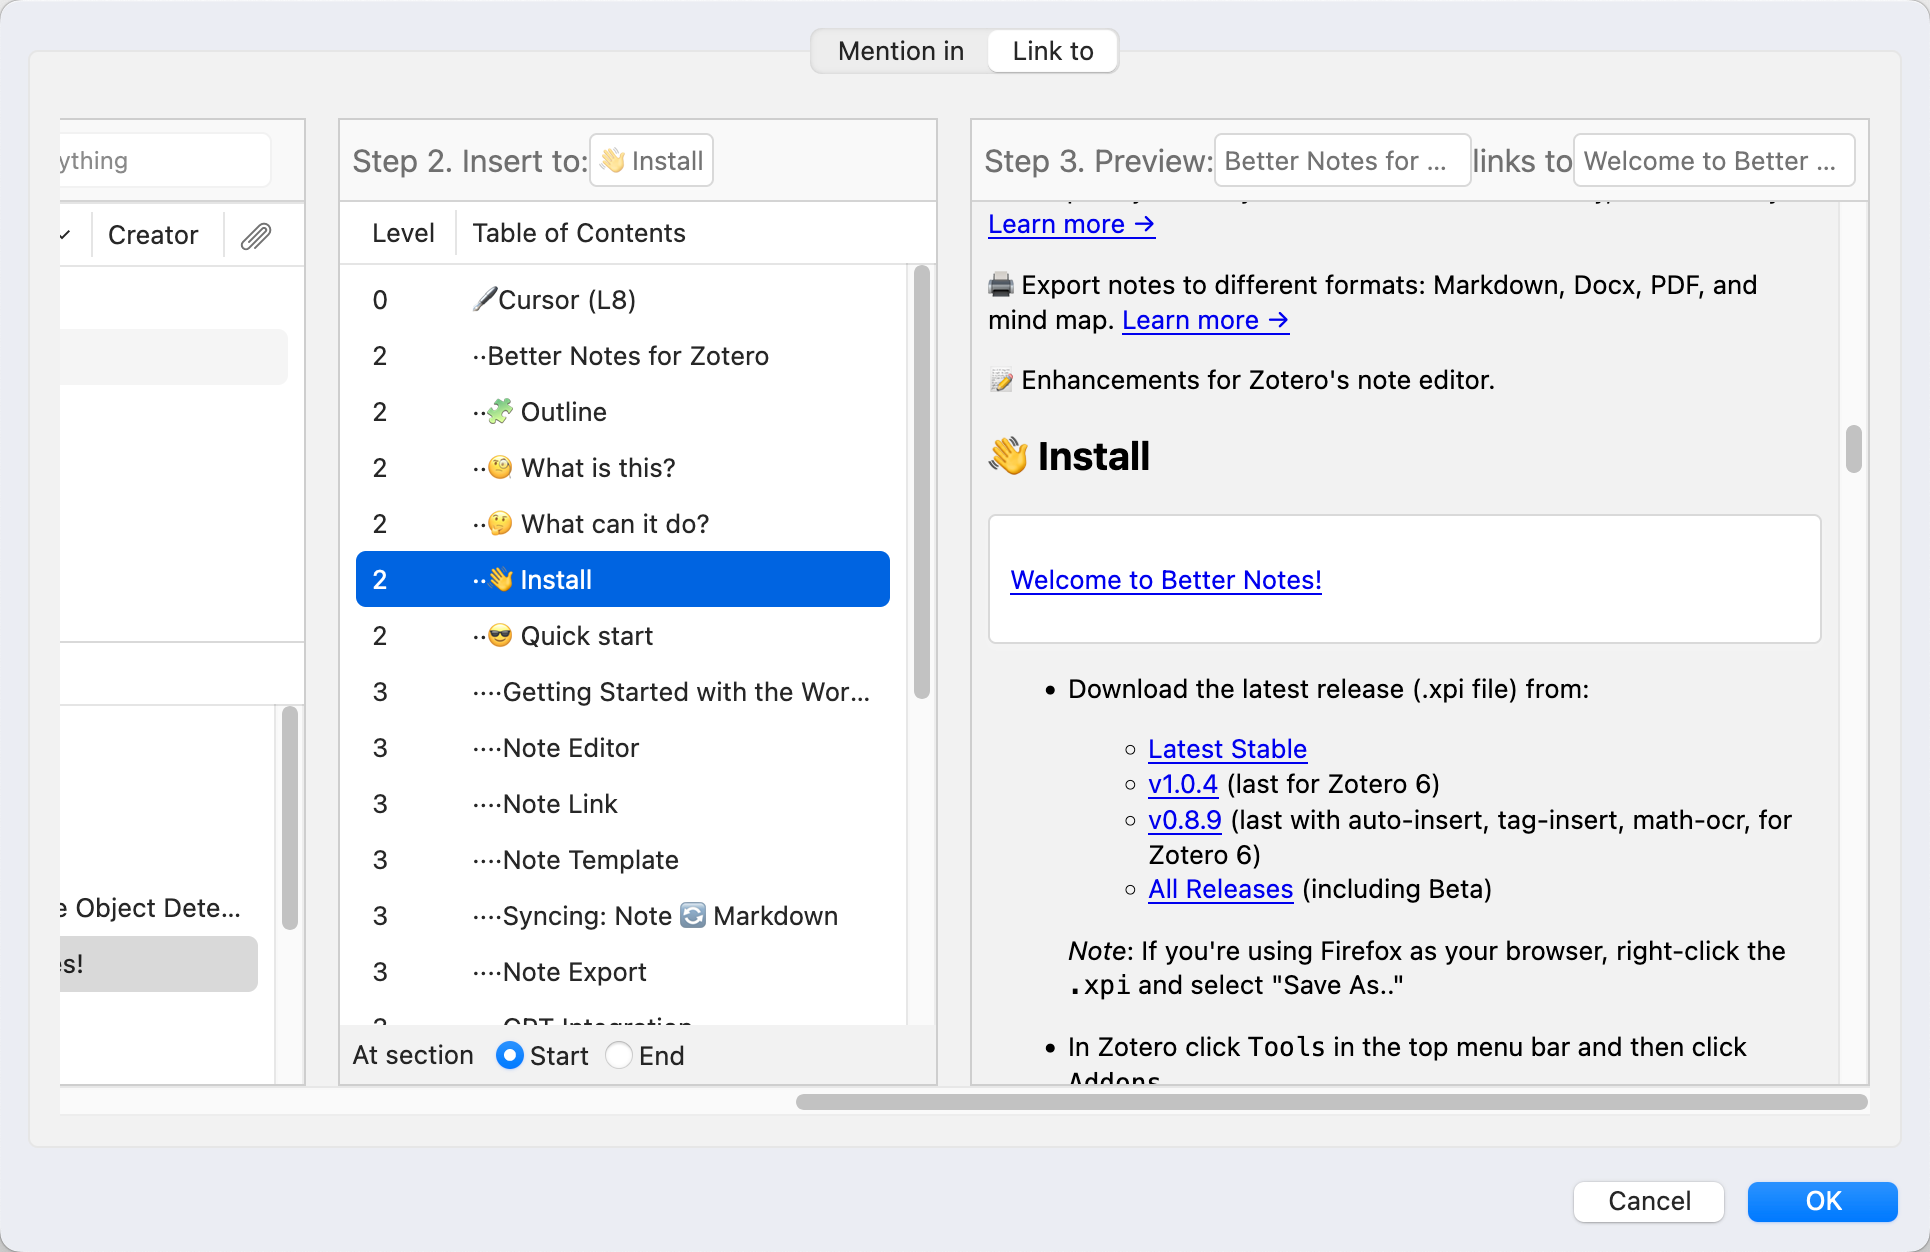 Mention in
Link to
ything
Creator
e Object Dete...
s!
Step 2. Insert to: 👋 Install
Level Table of Contents
0 🖋Cursor (L8)
2 ··Better Notes for Zotero
2 ··🧩 Outline
2 ··🧐 What is this?
2 ··🤔 What can it do?
2 ··👋 Install
2 ··😎 Quick start
3 ····Getting Started with the Wor...
3 ····Note Editor
3 ····Note Link
3 ····Note Template
3 ····Syncing: Note 🔄 Markdown
3 ····Note Export
At section Start End
Step 3. Preview: Better Notes for ... links to Welcome to Better ...
Learn more →
🖨 Export notes to different formats: Markdown, Docx, PDF, and
mind map. Learn more →
📝 Enhancements for Zotero's note editor.
👋 Install
Welcome to Better Notes!
• Download the latest release (.xpi file) from:
◦ Latest Stable
◦ v1.0.4 (last for Zotero 6)
◦ v0.8.9 (last with auto-insert, tag-insert, math-ocr, for
Zotero 6)
◦ All Releases (including Beta)
Note: If you're using Firefox as your browser, right-click the
.xpi and select "Save As.."
• In Zotero click Tools in the top menu bar and then click
Addons
Cancel
OK